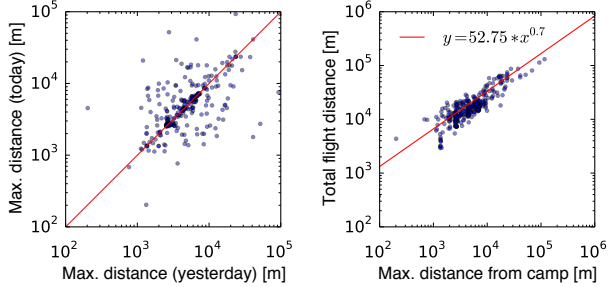 Max. distance (today) [m]
10^5
10^4
10^3
10^2
10^2 10^3 10^4 10^5
Max. distance (yesterday) [m]
Total flight distance [m]
10^6
10^5
10^4
10^3
10^2
y = 52.75 * x^0.7
10^2 10^3 10^4 10^5 10^6
Max. distance from camp [m]